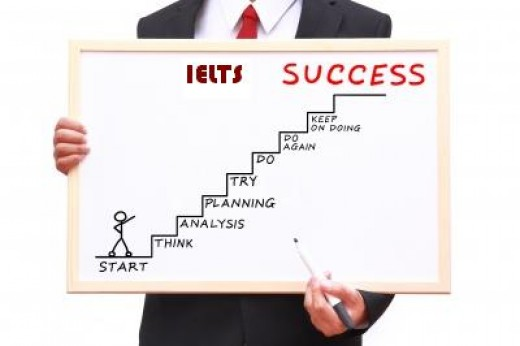 IELTS SUCCESS
KEEP
ON DOING
DO
AGAIN
DO
TRY
PLANNING
ANALYSIS
THINK
START